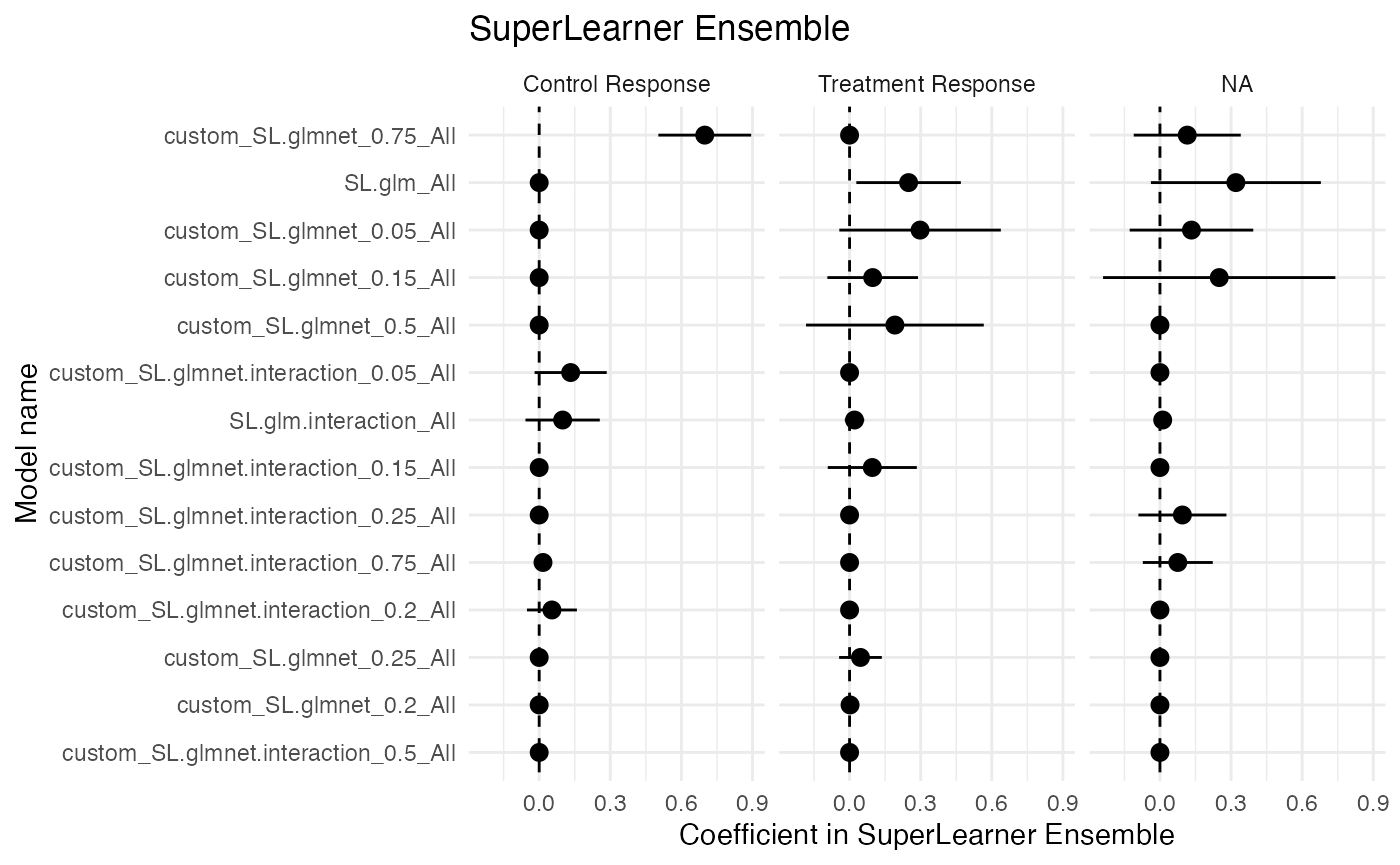 SuperLearner Ensemble
Control Response
Treatment Response
NA
Model name
custom_SL.glmnet_0.75_All
SL.glm_All
custom_SL.glmnet_0.05_All
custom_SL.glmnet_0.15_All
custom_SL.glmnet_0.5_All
custom_SL.glmnet.interaction_0.05_All
SL.glm.interaction_All
custom_SL.glmnet.interaction_0.15_All
custom_SL.glmnet.interaction_0.25_All
custom_SL.glmnet.interaction_0.75_All
custom_SL.glmnet.interaction_0.2_All
custom_SL.glmnet_0.25_All
custom_SL.glmnet_0.2_All
custom_SL.glmnet.interaction_0.5_All
0.0 0.3 0.6 0.9
0.0 0.3 0.6 0.9
0.0 0.3 0.6 0.9
Coefficient in SuperLearner Ensemble